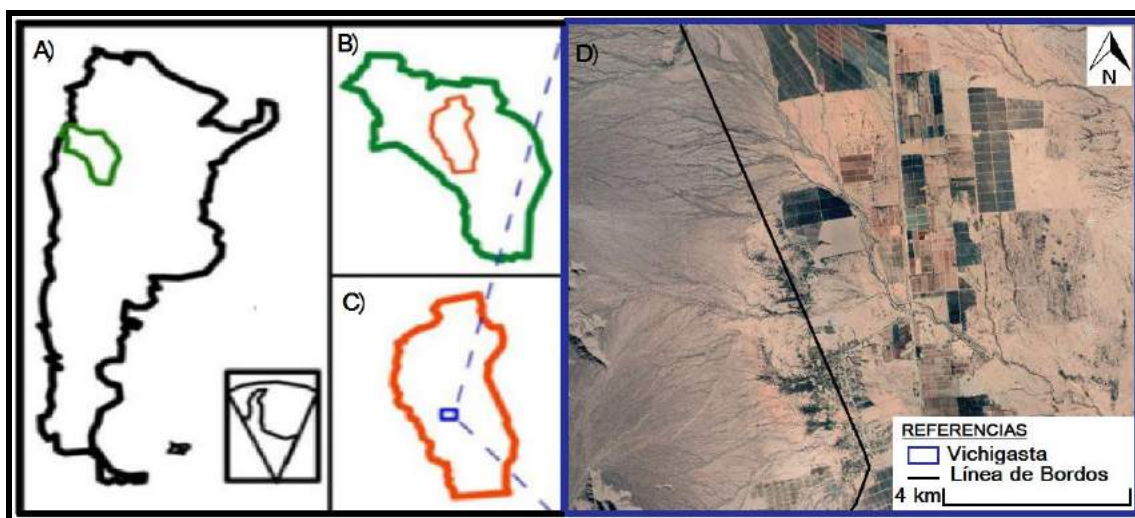 A)
B)
C)
D)
N
REFERENCIAS
Vichigasta
Línea de Bordos
4 km